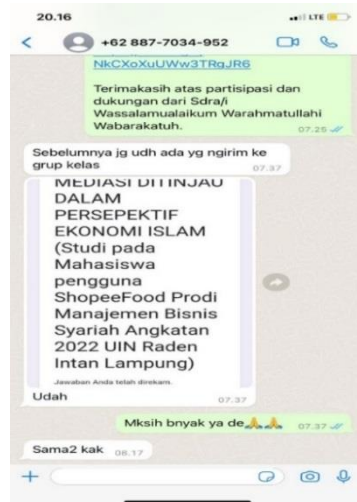 20.16
LTE
+62 887-7034-952
NkCXoXuUWw3TRgJR6
Terimakasih atas partisipasi dan
dukungan dari Sdra/i
Wassalamualaikum Warahmatullahi
Wabarakatuh.
07.25
Sebelumnya jg udh ada yg ngirim ke
grup kelas
07.37
MEDIASI DITINJAU
DALAM
PERSEPEKTIF
EKONOMI ISLAM
(Studi pada
Mahasiswa
pengguna
ShopeeFood Prodi
Manajemen Bisnis
Syariah Angkatan
2022 UIN Raden
Intan Lampung)
Jawaban Anda telah direkam.
Udah
07.37
Mksih bnyak ya de🙏🙏
07.37
Sama2 kak
08.17